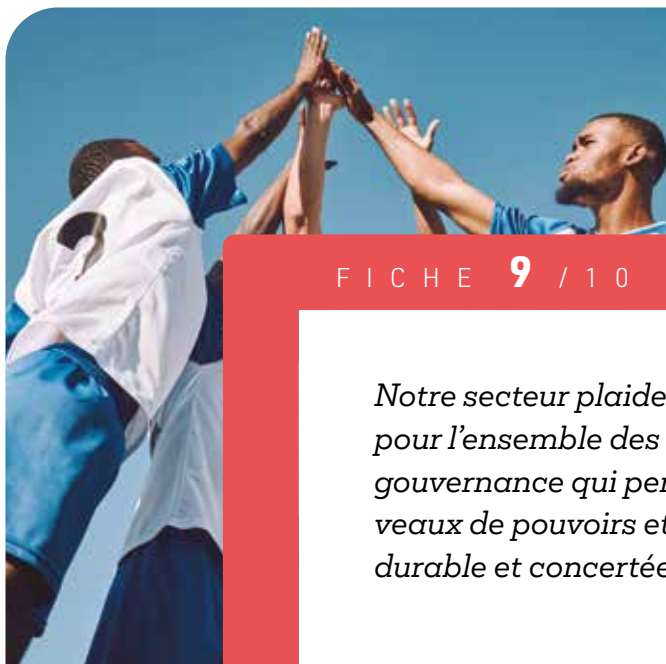 FICHE 9/10
Notre secteur plaide
pour l'ensemble des
gouvernance qui per
veaux de pouvoirs et
durable et concertée